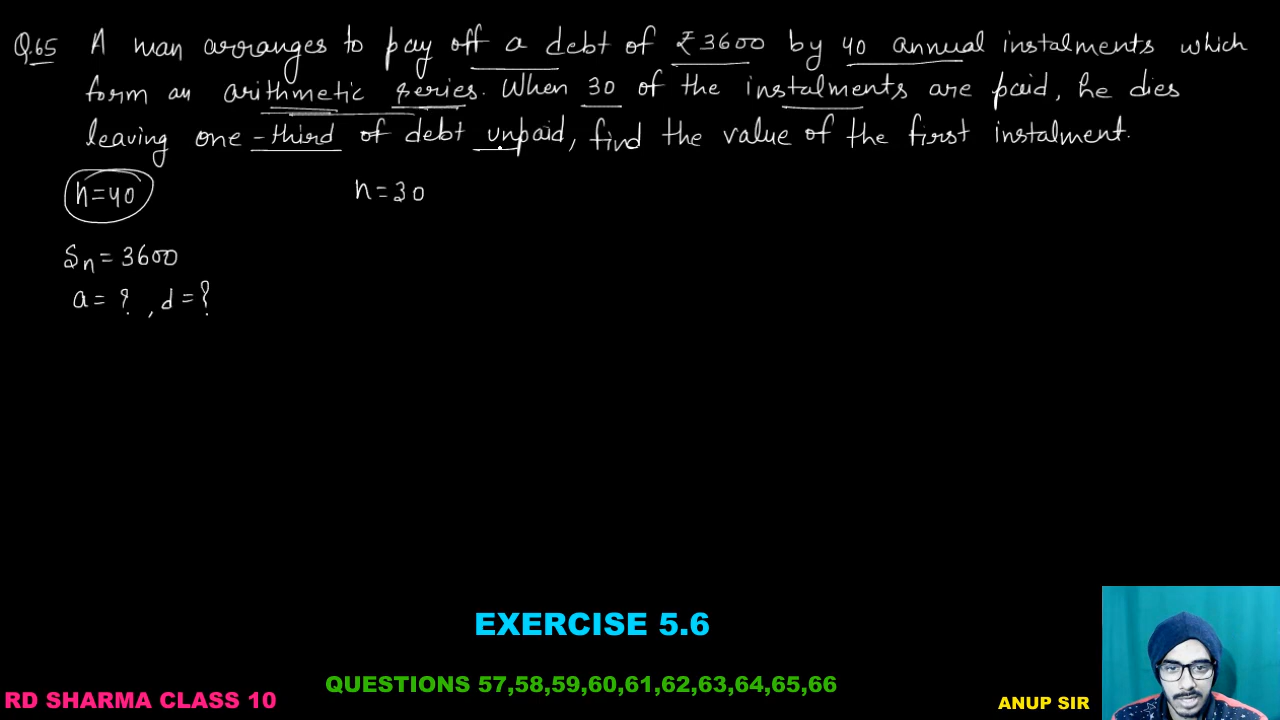 Q.65 A man arranges to pay off a debt of ₹3600 by 40 annual instalments which
form an arithmetic series. When 30 of the instalments are paid, he dies
leaving one-third of debt unpaid, find the value of the first instalment.
n=40 n=30
Sn = 3600
a= ? , d=?
EXERCISE 5.6
QUESTIONS 57,58,59,60,61,62,63,64,65,66
RD SHARMA CLASS 10 ANUP SIR